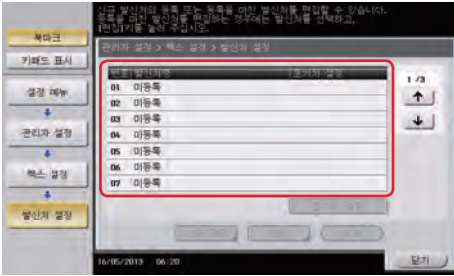 신규 발신처의 등록 또는 등록을 마친 발신처를 편집할 수 있습니다.
등록을 마친 발신처를 편집하는 경우에는 발신처를 선택하고,
[편집]키를 눌러 주십시오.
북마크
키패드 표시
설정 메뉴
관리자 설정
팩스 설정
발신처 설정
관리자 설정 > 팩스 설정 > 발신처 설정
번호 발신처명 초기치 설정
01 미등록
02 미등록
03 미등록
04 미등록
05 미등록
06 미등록
07 미등록
1 /3
16/05/2013 06:20
닫기